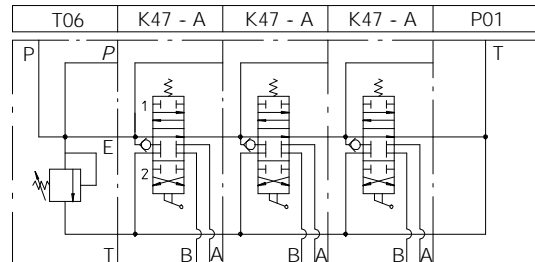 T06 K47 - A K47 - A K47 - A P01
P P T
1
E
2
T B A B A B A